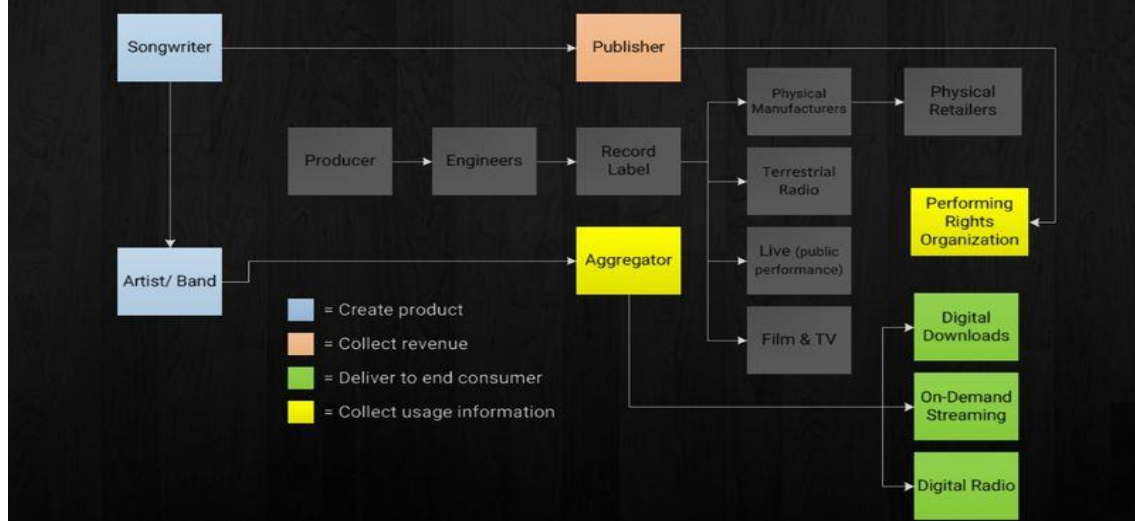 Songwriter
Publisher
Physical
Manufacturers
Physical
Retailers
Producer
Engineers
Record
Label
Terrestrial
Radio
Performing
Rights
Organization
Artist/ Band
Aggregator
Live (public
performance)
= Create product
= Collect revenue
= Deliver to end consumer
= Collect usage information
Film & TV
Digital
Downloads
On-Demand
Streaming
Digital Radio